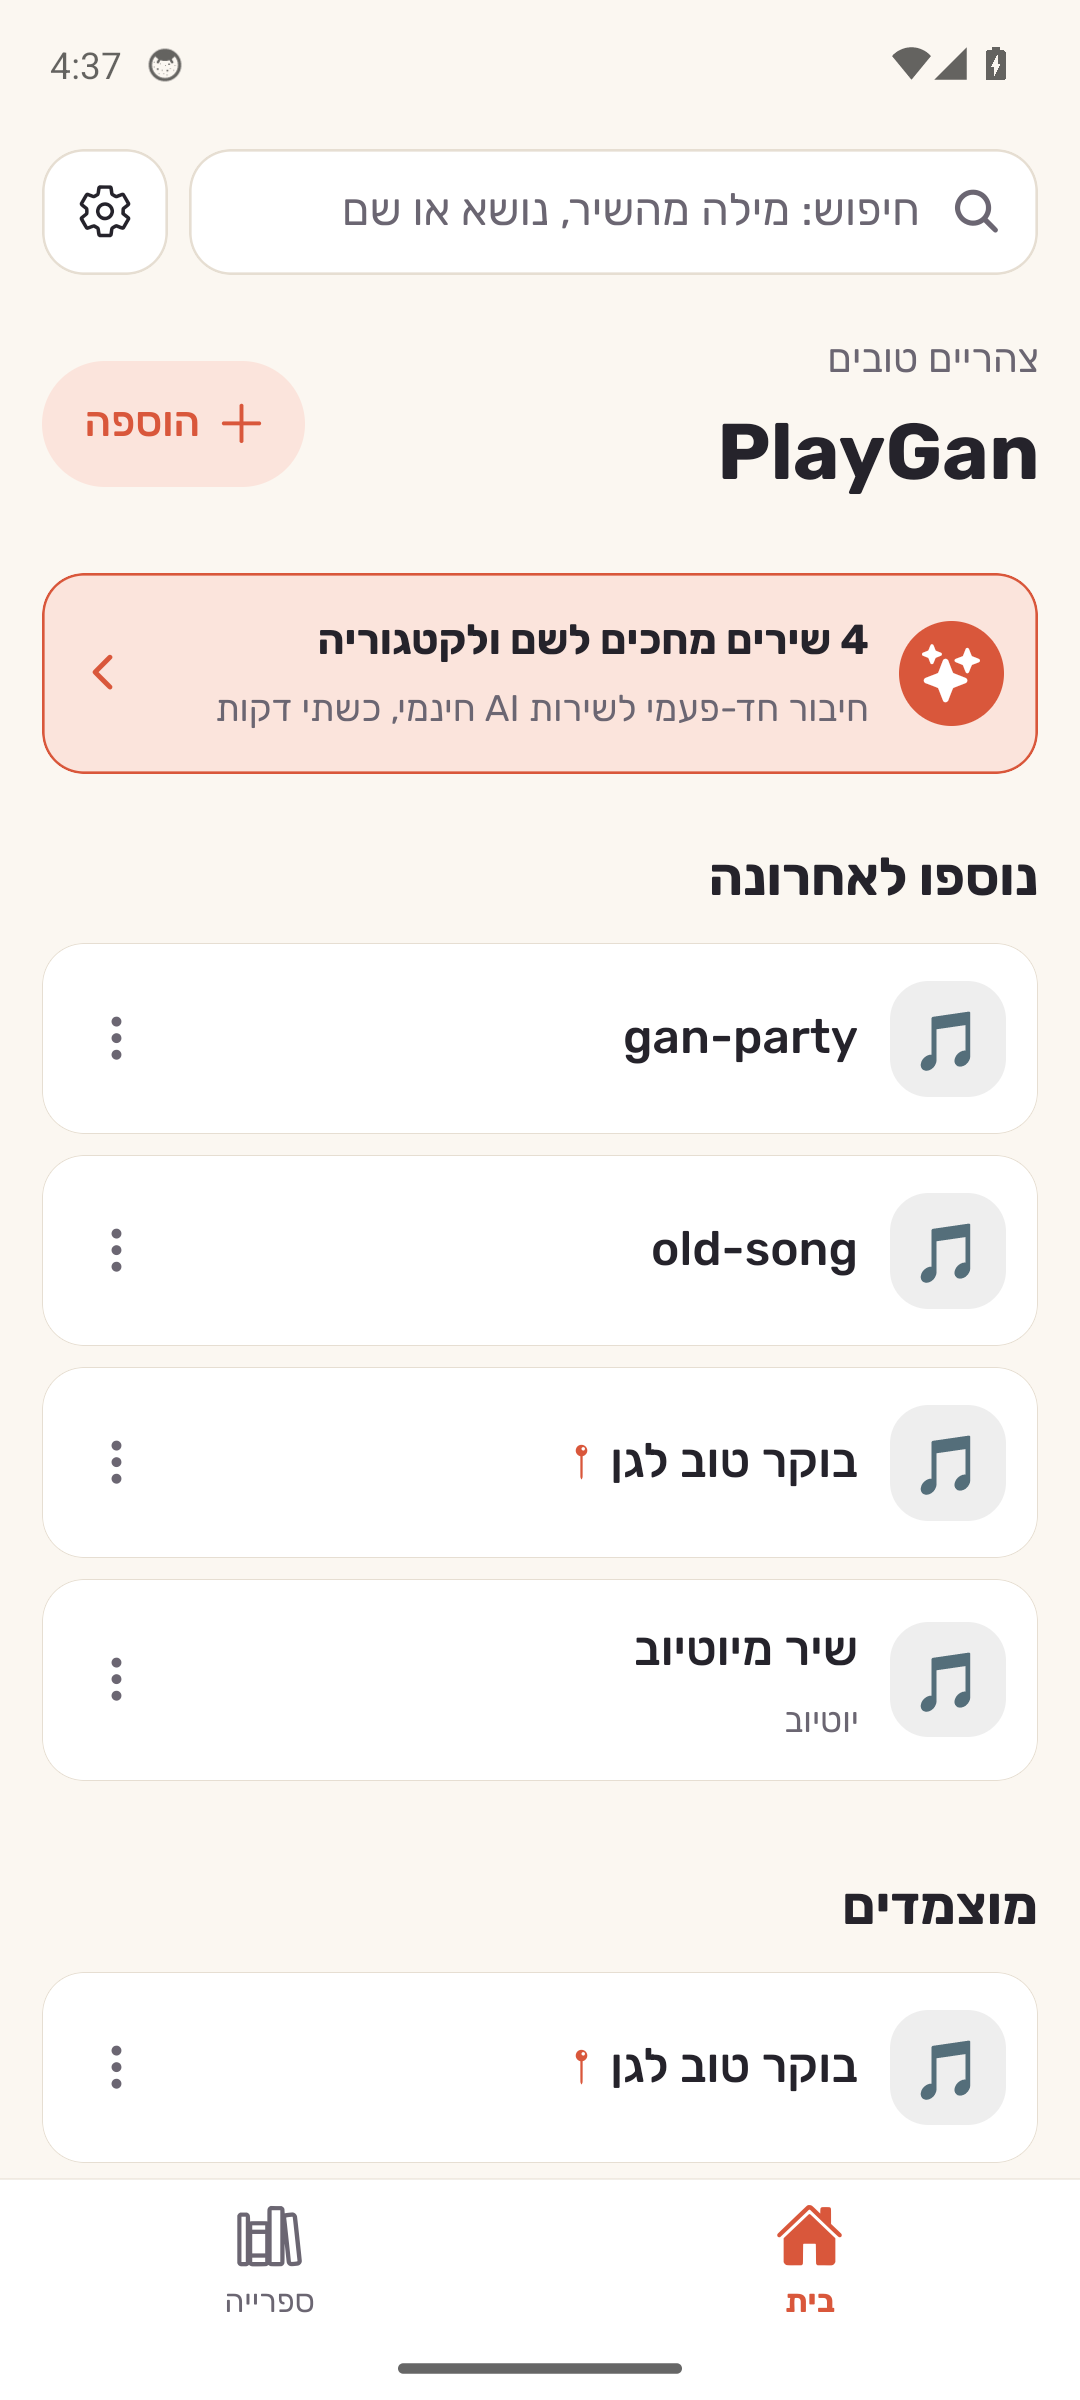 4:37
חיפוש: מילה מהשיר, נושא או שם
צהריים טובים
PlayGan
הוספה
4 שירים מחכים לשם ולקטגוריה
חיבור חד-פעמי לשירות AI חינמי, כשתי דקות
נוספו לאחרונה
gan-party
old-song
בוקר טוב לגן
שיר מיוטיוב
יוטיוב
מוצמדים
בוקר טוב לגן
בית
ספרייה